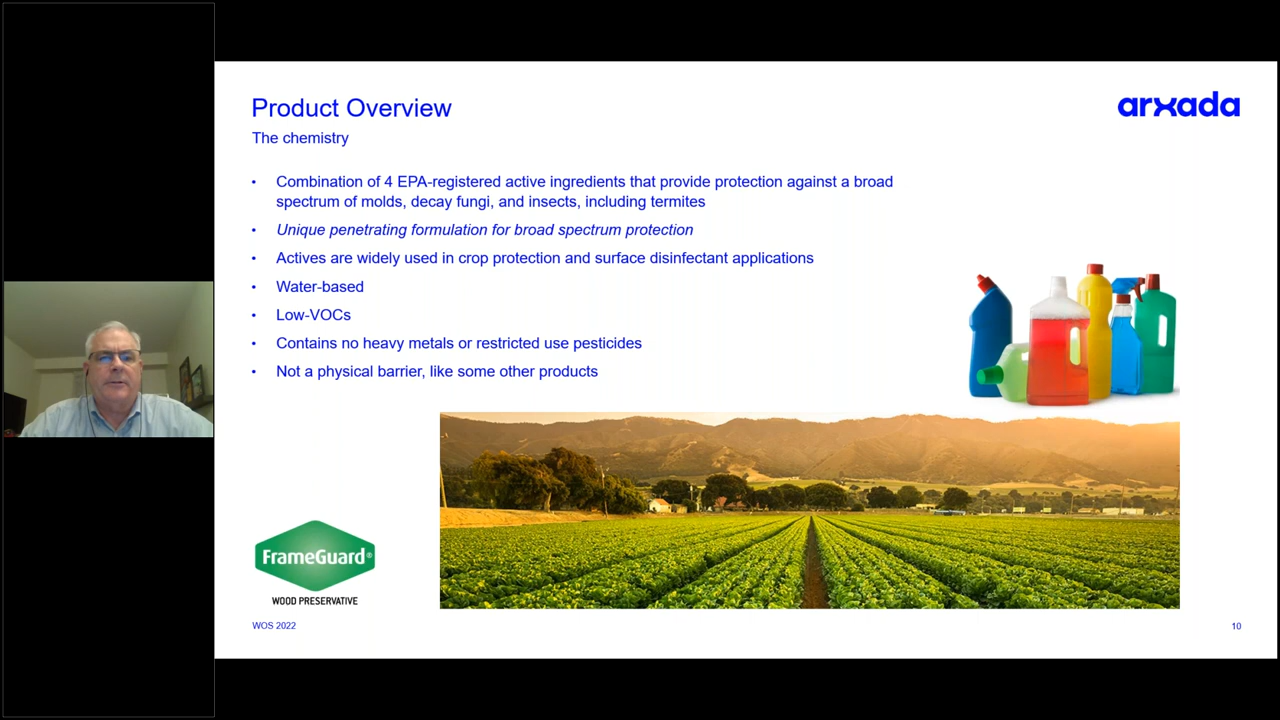 Product Overview
arxada
The chemistry
• Combination of 4 EPA-registered active ingredients that provide protection against a broad
spectrum of molds, decay fungi, and insects, including termites
• Unique penetrating formulation for broad spectrum protection
• Actives are widely used in crop protection and surface disinfectant applications
• Water-based
• Low-VOCs
• Contains no heavy metals or restricted use pesticides
• Not a physical barrier, like some other products
FrameGuard®
WOOD PRESERVATIVE
WOS 2022
10